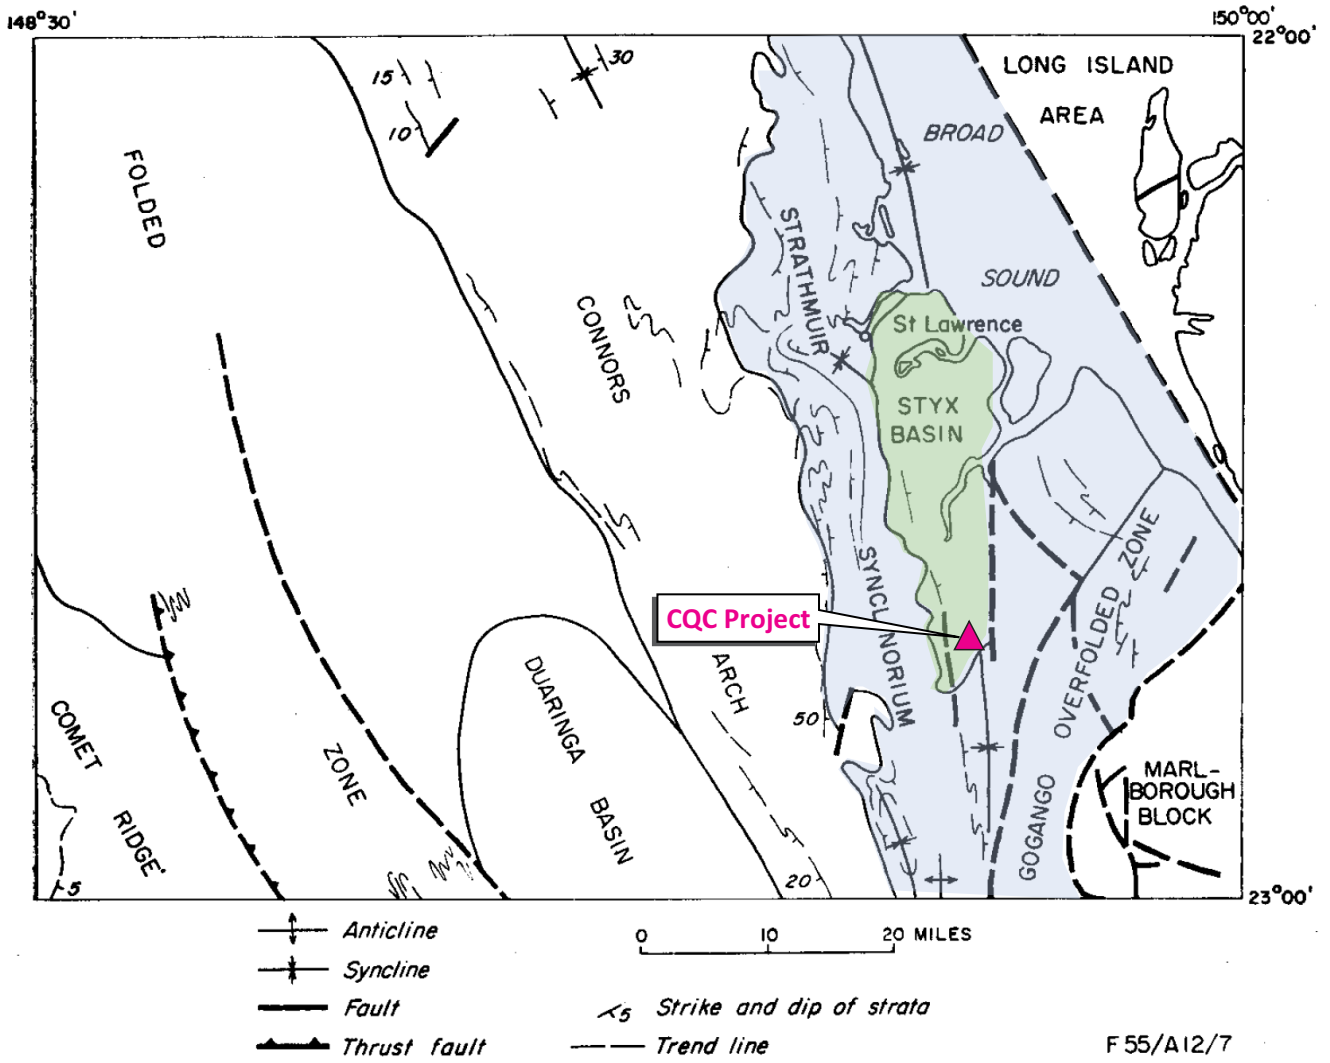 148°30'
150°00'
22°00'
LONG ISLAND
AREA
15
30
10
BROAD
FOLDED
STRATHMUIR
SOUND
CONNORS
St Lawrence
STYX
BASIN
SYNCLINORIUM
CQC Project
ARCH
GOGANGO OVERFOLDED ZONE
50
DUARINGA
BASIN
COMET
RIDGE
ZONE
MARL-
BOROUGH
BLOCK
5
20
23°00'
Anticline
0 10 20 MILES
Syncline
Fault
5 Strike and dip of strata
Thrust fault
Trend line
F 55/A12/7